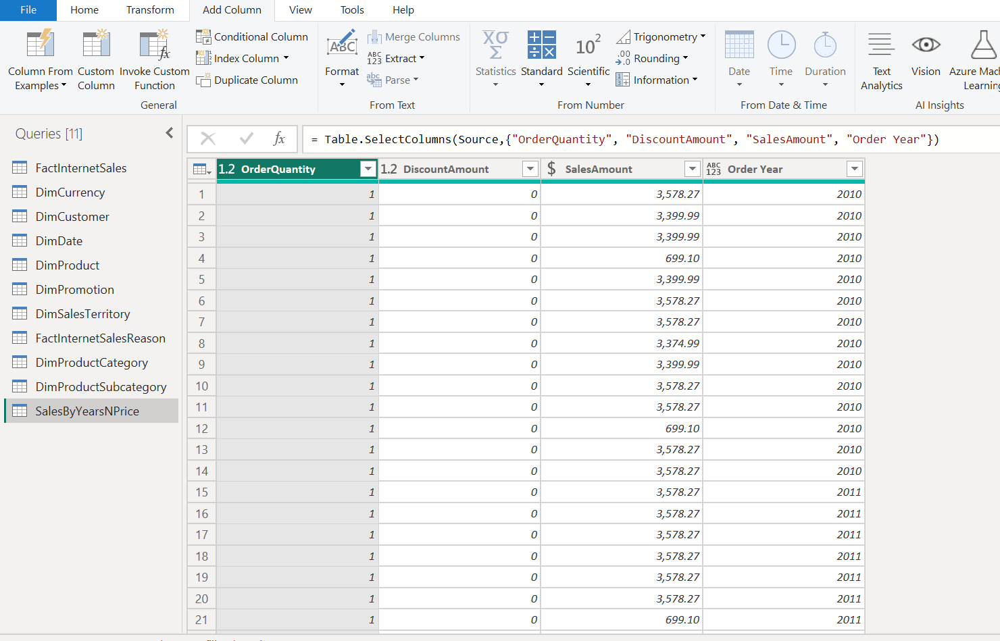 File Home Transform Add Column View Tools Help
Column From Examples
Custom Column
Invoke Custom Function
Conditional Column
Index Column
Duplicate Column
General
Format
Merge Columns
Extract
Parse
From Text
Statistics
Standard
Scientific
Trigonometry
Rounding
Information
From Number
Date
Time
Duration
From Date & Time
Text Analytics
Vision
Azure Mac
Learning
AI Insights
Queries [11]
FactInternetSales
DimCurrency
DimCustomer
DimDate
DimProduct
DimPromotion
DimSalesTerritory
FactInternetSalesReason
DimProductCategory
DimProductSubcategory
SalesByYearsNPrice
fx = Table.SelectColumns(Source,{"OrderQuantity", "DiscountAmount", "SalesAmount", "Order Year"})
1.2 OrderQuantity 1.2 DiscountAmount $ SalesAmount ABC 123 Order Year
1 1 0 3,578.27 2010
2 1 0 3,399.99 2010
3 1 0 3,399.99 2010
4 1 0 699.10 2010
5 1 0 3,399.99 2010
6 1 0 3,578.27 2010
7 1 0 3,578.27 2010
8 1 0 3,374.99 2010
9 1 0 3,399.99 2010
10 1 0 3,578.27 2010
11 1 0 3,578.27 2010
12 1 0 699.10 2010
13 1 0 3,578.27 2010
14 1 0 3,578.27 2010
15 1 0 3,578.27 2011
16 1 0 3,578.27 2011
17 1 0 3,578.27 2011
18 1 0 3,578.27 2011
19 1 0 3,578.27 2011
20 1 0 3,578.27 2011
21 1 0 699.10 2011